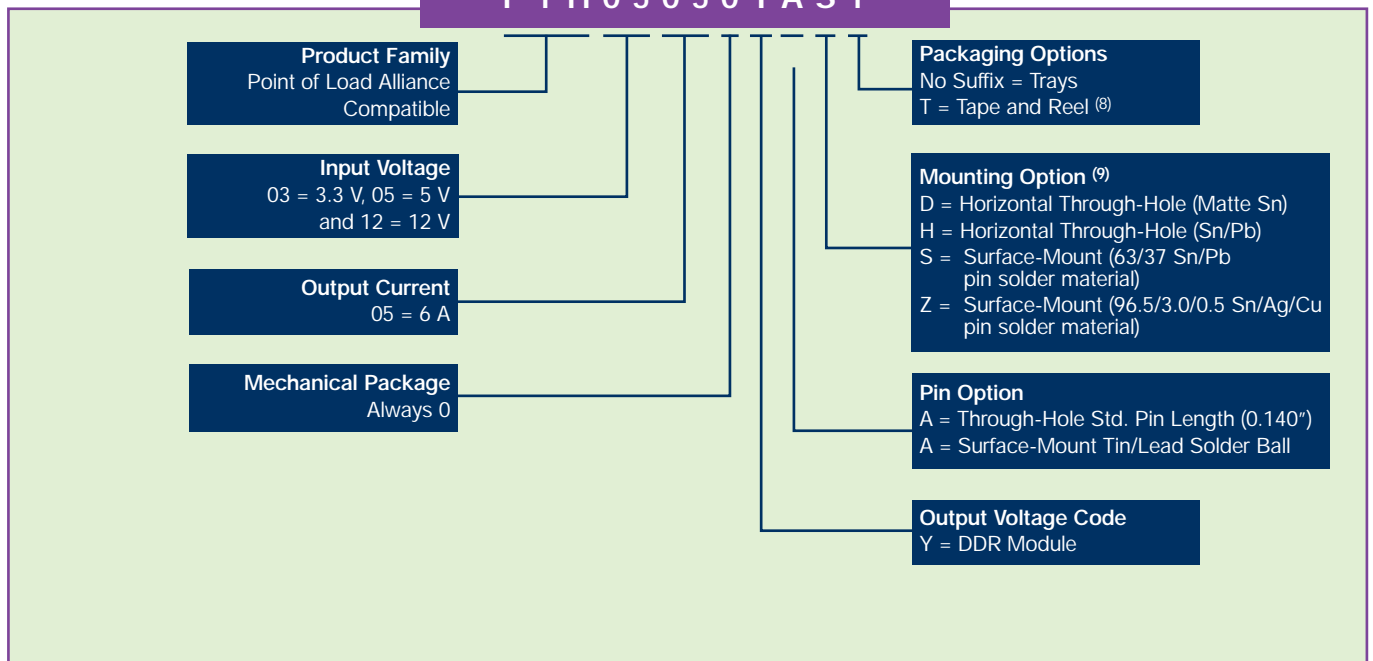 Product Family
Point of Load Alliance
Compatible
Input Voltage
03 = 3.3 V, 05 = 5 V
and 12 = 12 V
Output Current
05 = 6 A
Mechanical Package
Always 0
Packaging Options
No Suffix = Trays
T = Tape and Reel (8)
Mounting Option (9)
D = Horizontal Through-Hole (Matte Sn)
H = Horizontal Through-Hole (Sn/Pb)
S = Surface-Mount (63/37 Sn/Pb
pin solder material)
Z = Surface-Mount (96.5/3.0/0.5 Sn/Ag/Cu
pin solder material)
Pin Option
A = Through-Hole Std. Pin Length (0.140″)
A = Surface-Mount Tin/Lead Solder Ball
Output Voltage Code
Y = DDR Module